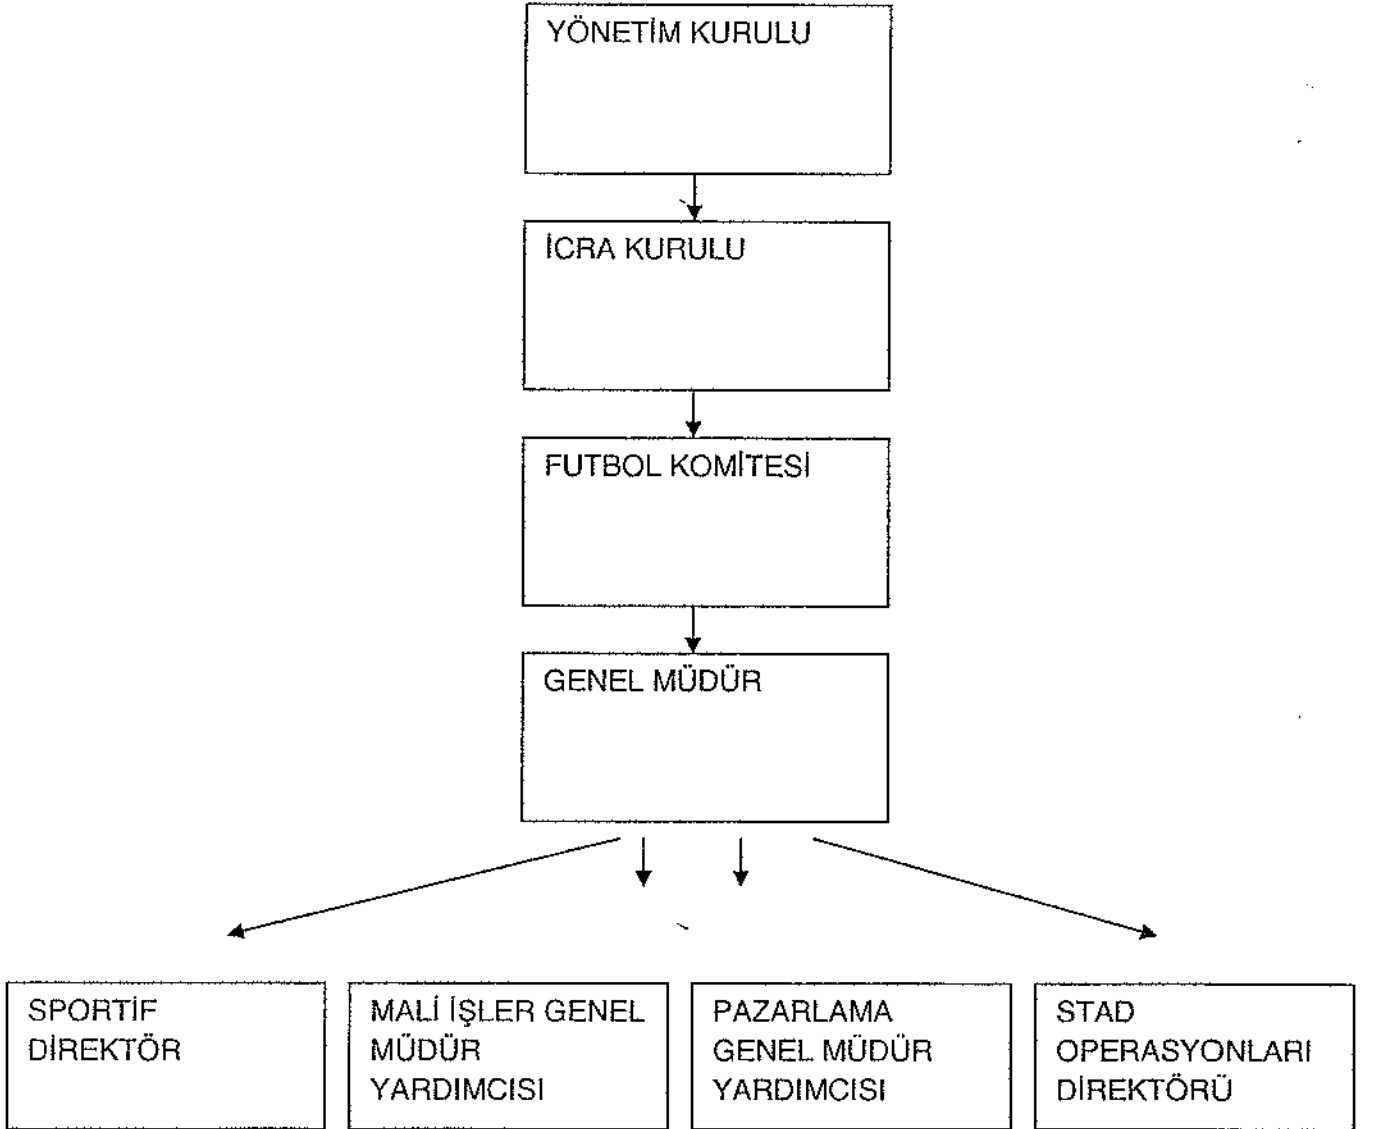 YÖNETİM KURULU
İCRA KURULU
FUTBOL KOMİTESİ
GENEL MÜDÜR
SPORTİF
DİREKTÖR
MALİ İŞLER GENEL
MÜDÜR
YARDIMCISI
PAZARLAMA
GENEL MÜDÜR
YARDIMCISI
STAD
OPERASYONLARI
DİREKTÖRÜ